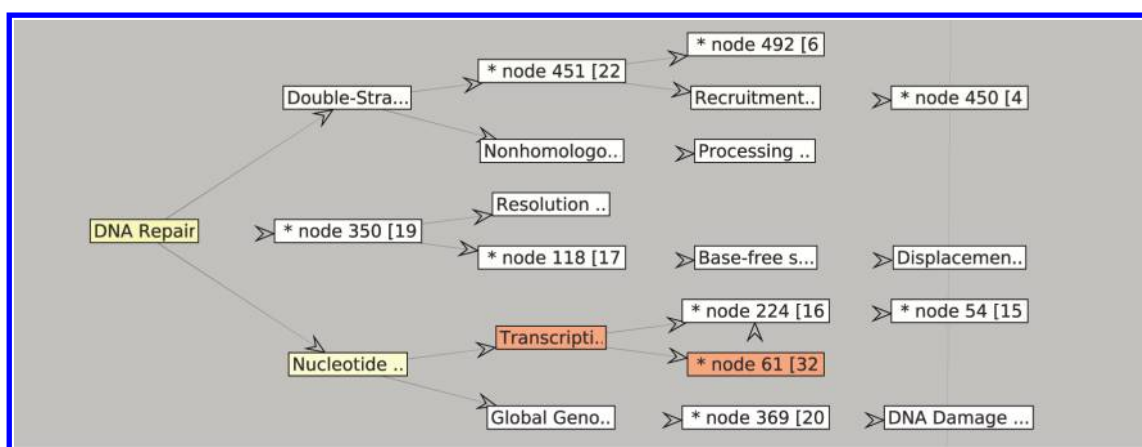 * node 492 [6
* node 451 [22
Double-Stra...
Recruitment..
* node 450 [4
Nonhomologo..
Processing ..
Resolution ..
DNA Repair
* node 350 [19
* node 118 [17
Base-free s...
Displacemen..
* node 224 [16
* node 54 [15
Transcripti..
Nucleotide ..
* node 61 [32
Global Geno..
* node 369 [20
DNA Damage ...